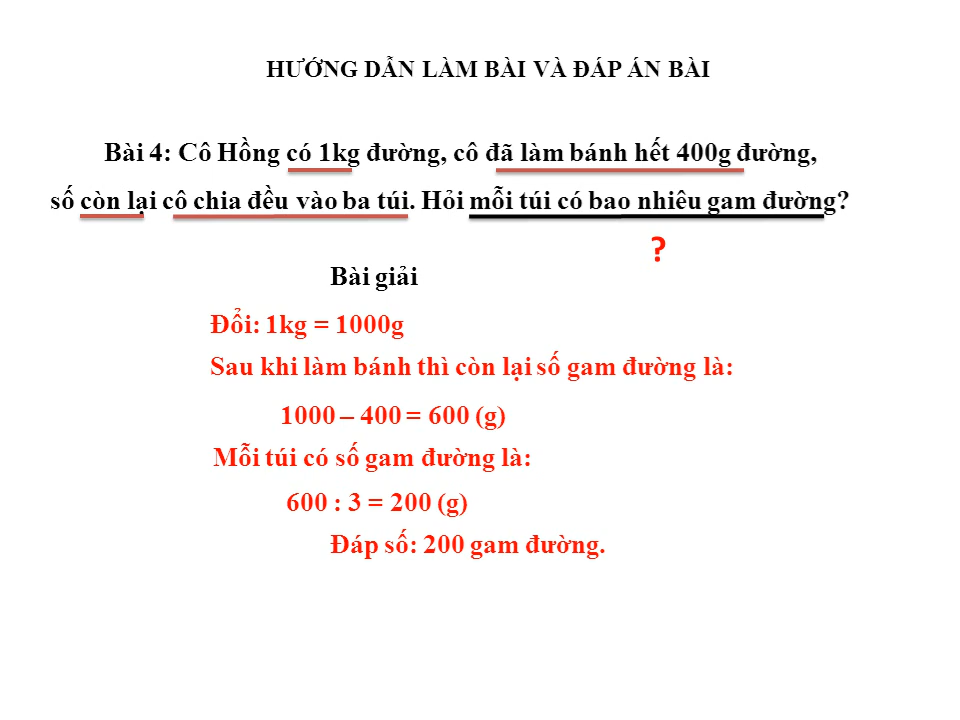 HƯỚNG DẪN LÀM BÀI VÀ ĐÁP ÁN BÀI
Bài 4: Cô Hồng có 1kg đường, cô đã làm bánh hết 400g đường,
số còn lại cô chia đều vào ba túi. Hỏi mỗi túi có bao nhiêu gam đường?
?
Bài giải
Đổi: 1kg = 1000g
Sau khi làm bánh thì còn lại số gam đường là:
1000 – 400 = 600 (g)
Mỗi túi có số gam đường là:
600 : 3 = 200 (g)
Đáp số: 200 gam đường.